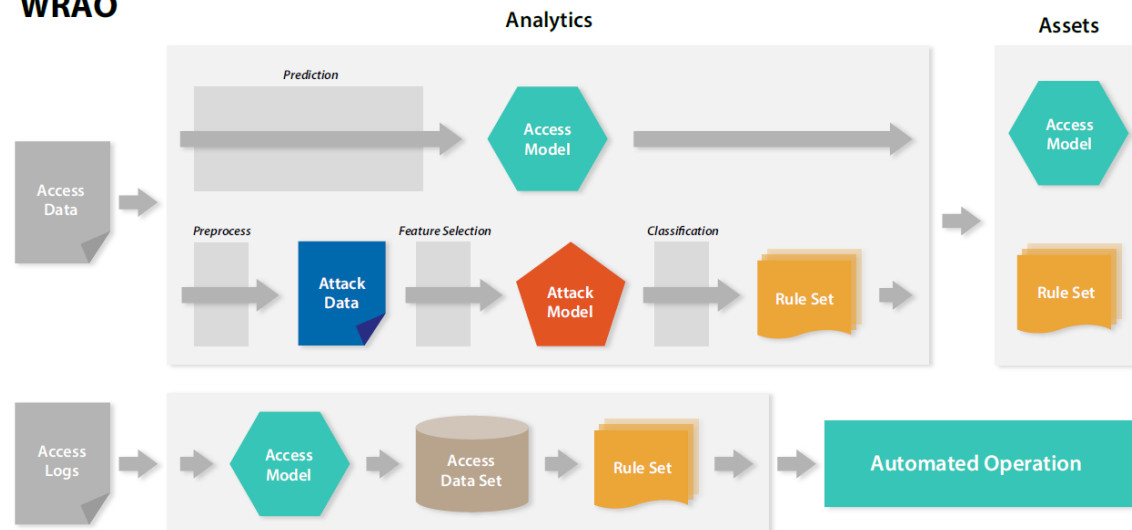 WRAO
Analytics
Assets
Prediction
Access
Model
Access
Model
Access
Data
Preprocess
Feature Selection
Classification
Attack
Data
Attack
Model
Rule Set
Rule Set
Access
Logs
Access
Model
Access
Data Set
Rule Set
Automated Operation